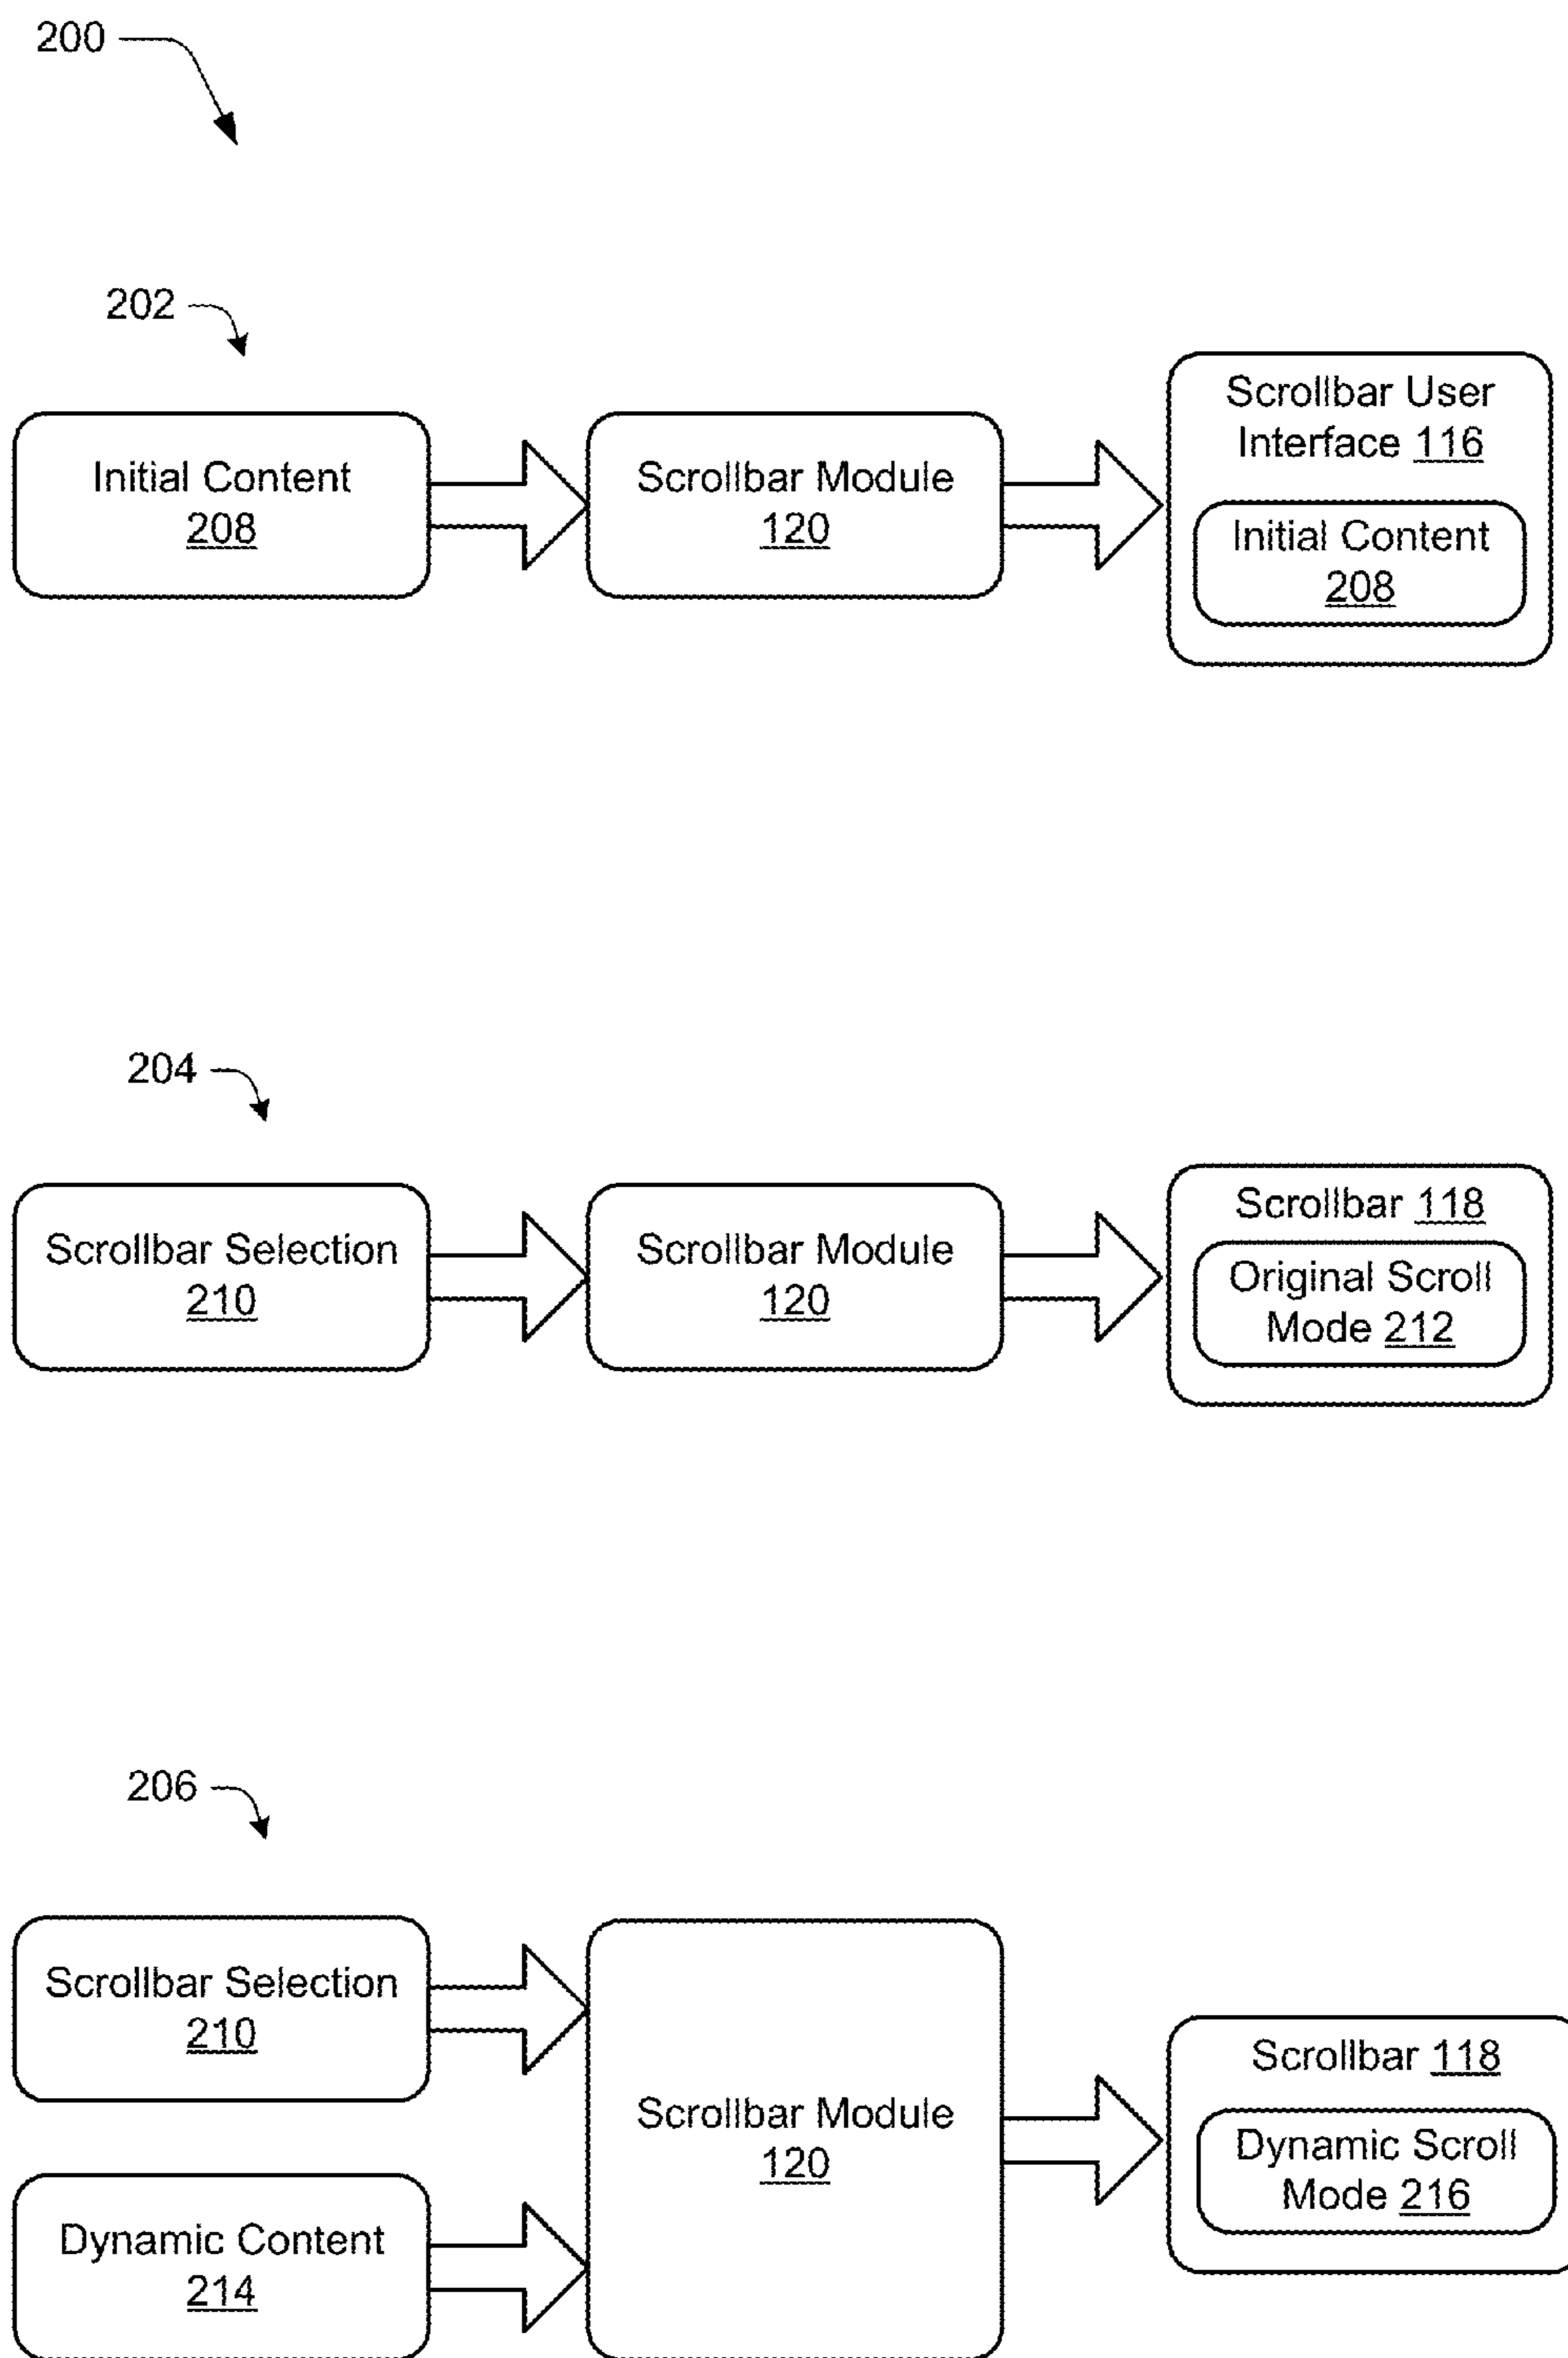 200
202
Initial Content
208
Scrollbar Module
120
Scrollbar User
Interface 116
Initial Content
208
204
Scrollbar Selection
210
Scrollbar Module
120
Scrollbar 118
Original Scroll
Mode 212
206
Scrollbar Selection
210
Dynamic Content
214
Scrollbar Module
120
Scrollbar 118
Dynamic Scroll
Mode 216